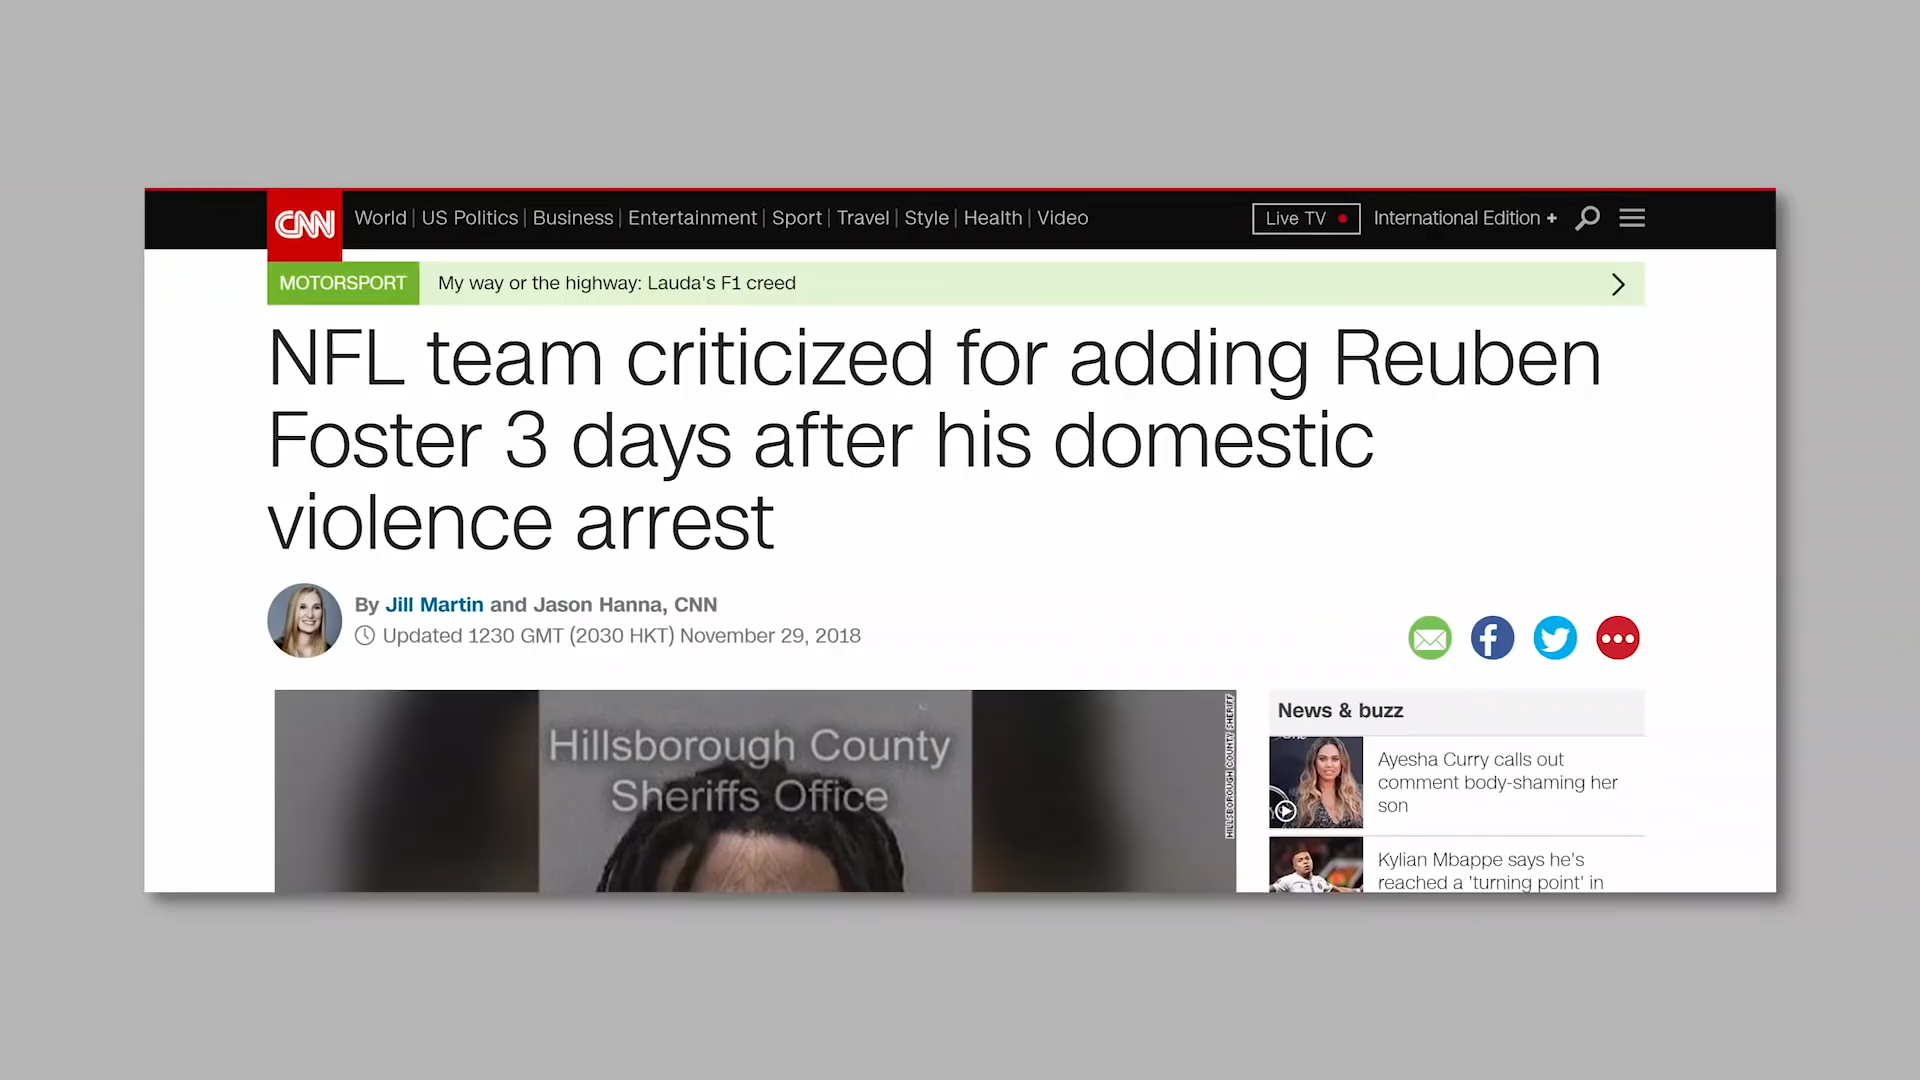 CNN World | US Politics | Business | Entertainment | Sport | Travel | Style | Health | Video Live TV International Edition +
MOTORSPORT My way or the highway: Lauda's F1 creed
NFL team criticized for adding Reuben
Foster 3 days after his domestic
violence arrest
By Jill Martin and Jason Hanna, CNN
Updated 1230 GMT (2030 HKT) November 29, 2018
Hillsborough County
Sheriffs Office
HILLSBOROUGH COUNTY SHERIFF
News & buzz
Ayesha Curry calls out
comment body-shaming her
son
Kylian Mbappe says he's
reached a 'turning point' in